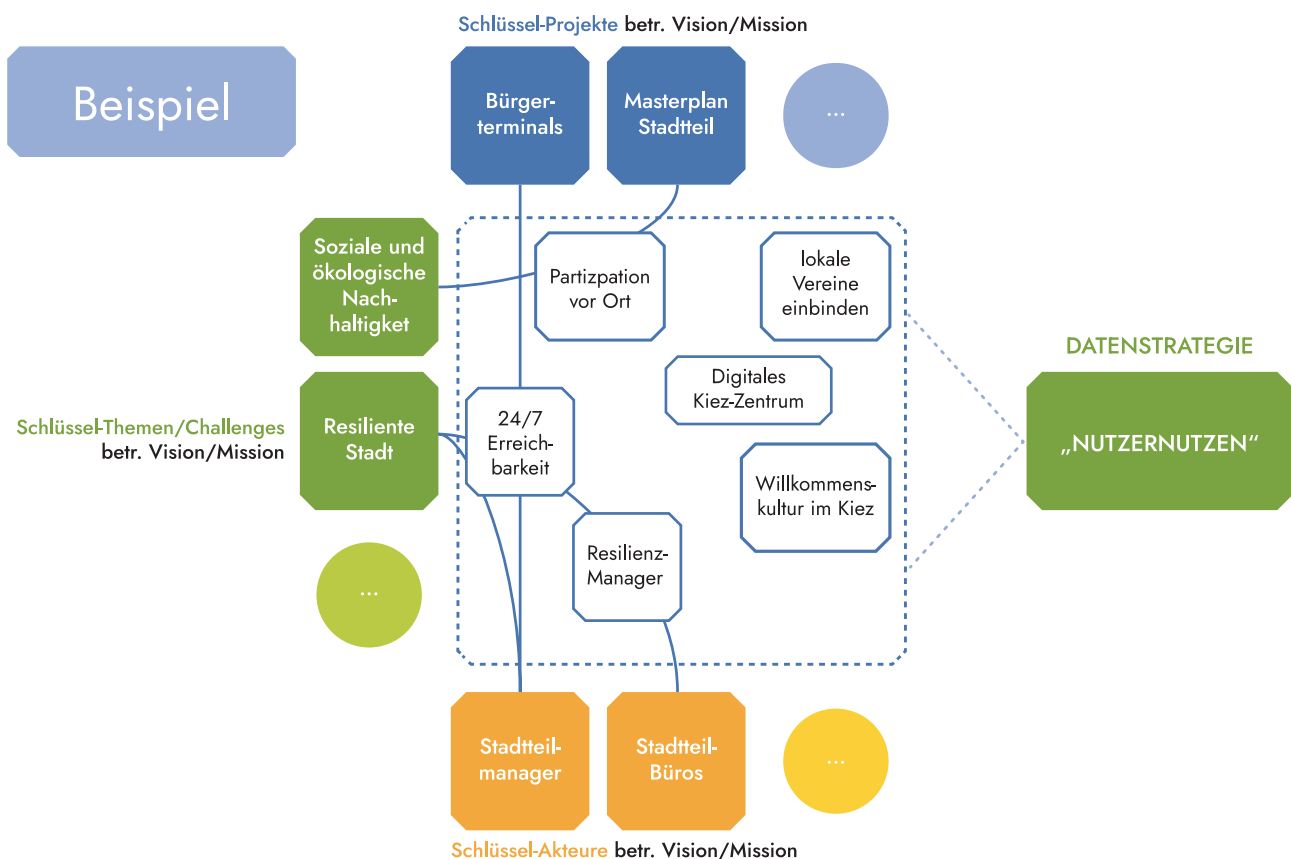 Schlüssel-Projekte betr. Vision/Mission
Beispiel
Bürger-
terminals
Masterplan
Stadtteil
...
Soziale und
ökologische
Nach-
haltigket
Partizpation
vor Ort
lokale
Vereine
einbinden
DATENSTRATEGIE
„NUTZERNUTZEN“
Digitales
Kiez-Zentrum
Schlüssel-Themen/Challenges
betr. Vision/Mission
Resiliente
Stadt
24/7
Erreich-
barkeit
Willkommens-
kultur im Kiez
Resilienz-
Manager
...
Stadtteil-
manager
Stadtteil-
Büros
...
Schlüssel-Akteure betr. Vision/Mission